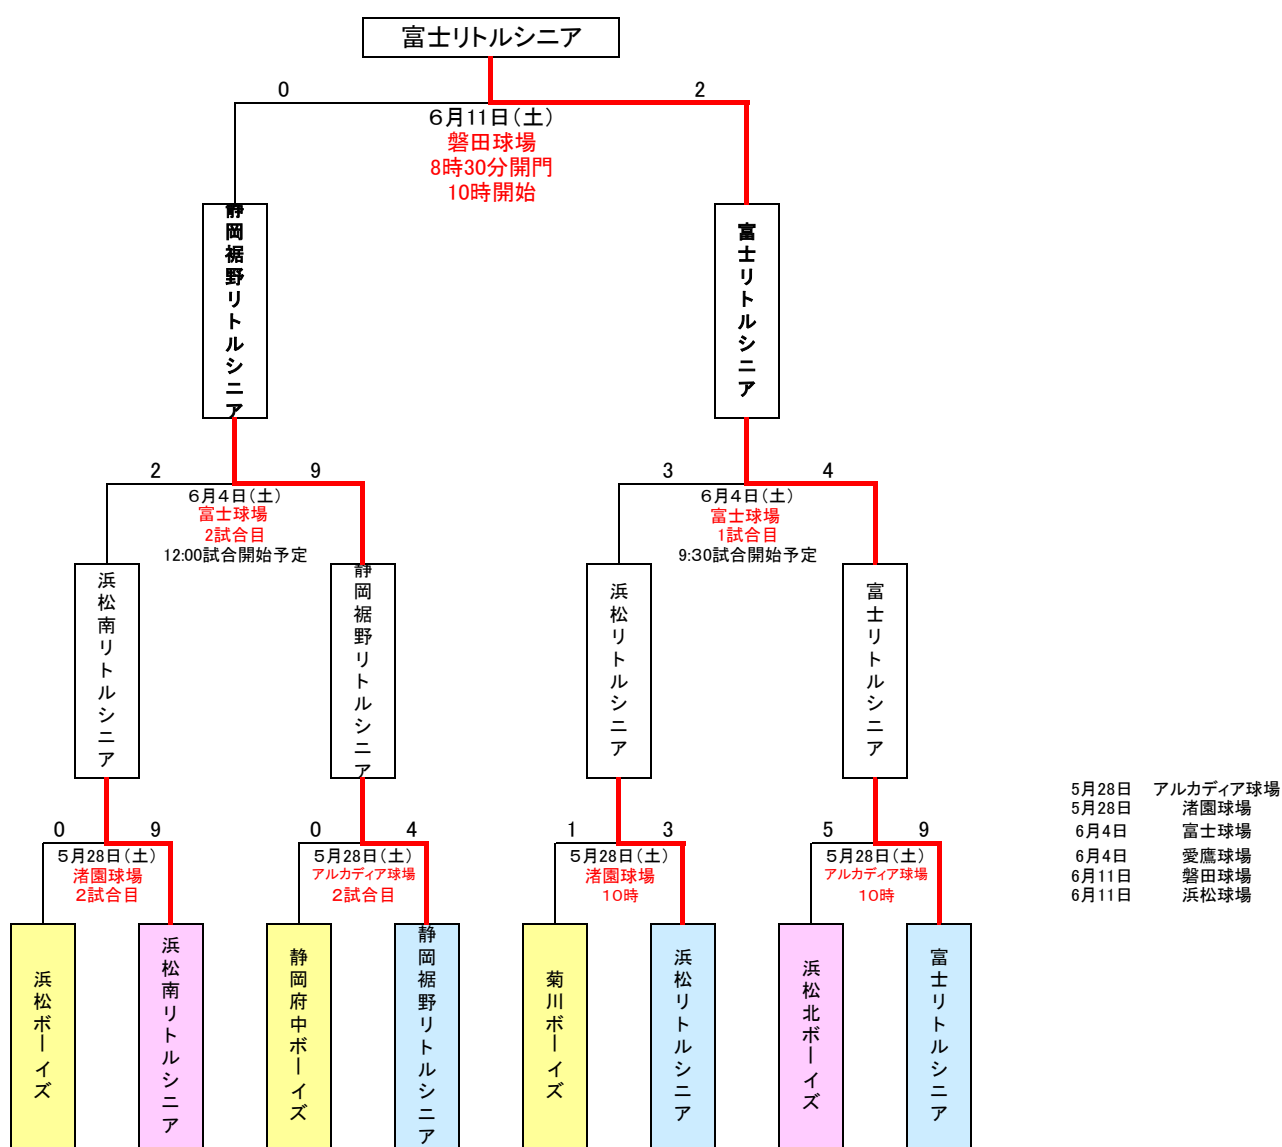 富士リトルシニア
0 2
６月11日（土）
磐田球場
8時30分開門
10時開始
静岡裾野リトルシニア
富士リトルシニア
2 9
６月４日（土）
富士球場
2試合目
12:00試合開始予定
3 4
６月４日（土）
富士球場
1試合目
9:30試合開始予定
浜松南リトルシニア
静岡裾野リトルシニア
浜松リトルシニア
富士リトルシニア
0 9
５月28日（土）
渚園球場
２試合目
0 4
５月28日（土）
アルカディア球場
２試合目
1 3
５月28日（土）
渚園球場
１０時
5 9
５月28日（土）
アルカディア球場
１０時
5月28日 アルカディア球場
5月28日 渚園球場
6月4日 富士球場
6月4日 愛鷹球場
6月11日 磐田球場
6月11日 浜松球場
浜松ボーイズ
浜松南リトルシニア
静岡府中ボーイズ
静岡裾野リトルシニア
菊川ボーイズ
浜松リトルシニア
浜松北ボーイズ
富士リトルシニア